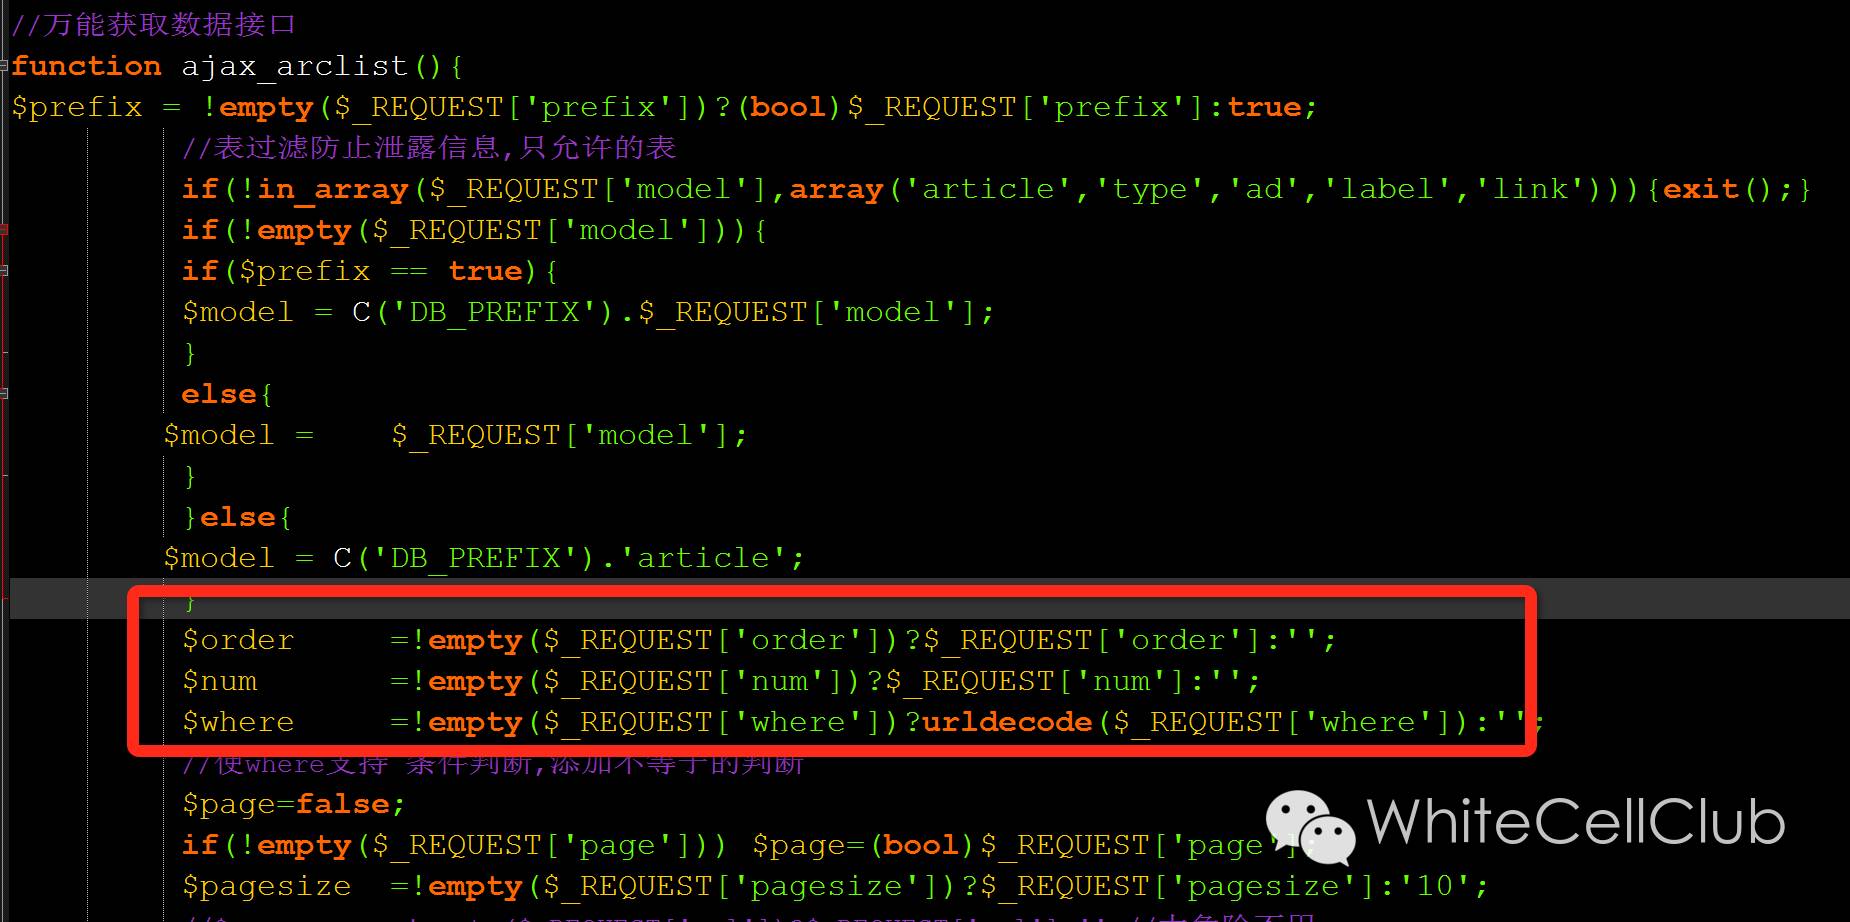 //万能获取数据接口
function ajax_arclist(){
$prefix = !empty($_REQUEST['prefix'])?(bool)$_REQUEST['prefix']:true;
//表过滤防止泄露信息,只允许的表
if(!in_array($_REQUEST['model'],array('article','type','ad','label','link'))){exit();}
if(!empty($_REQUEST['model'])){
if($prefix == true){
$model = C('DB_PREFIX').$_REQUEST['model'];
}
else{
$model = $_REQUEST['model'];
}
}else{
$model = C('DB_PREFIX').'article';
}
$order =!empty($_REQUEST['order'])?$_REQUEST['order']:'';
$num =!empty($_REQUEST['num'])?$_REQUEST['num']:'';
$where =!empty($_REQUEST['where'])?urldecode($_REQUEST['where']):'';
//使where支持 条件判断,添加不等于的判断
$page=false;
if(!empty($_REQUEST['page'])) $page=(bool)$_REQUEST['page'];
WhiteCellClub
$pagesize =!empty($_REQUEST['pagesize'])?$_REQUEST['pagesize']:'10';